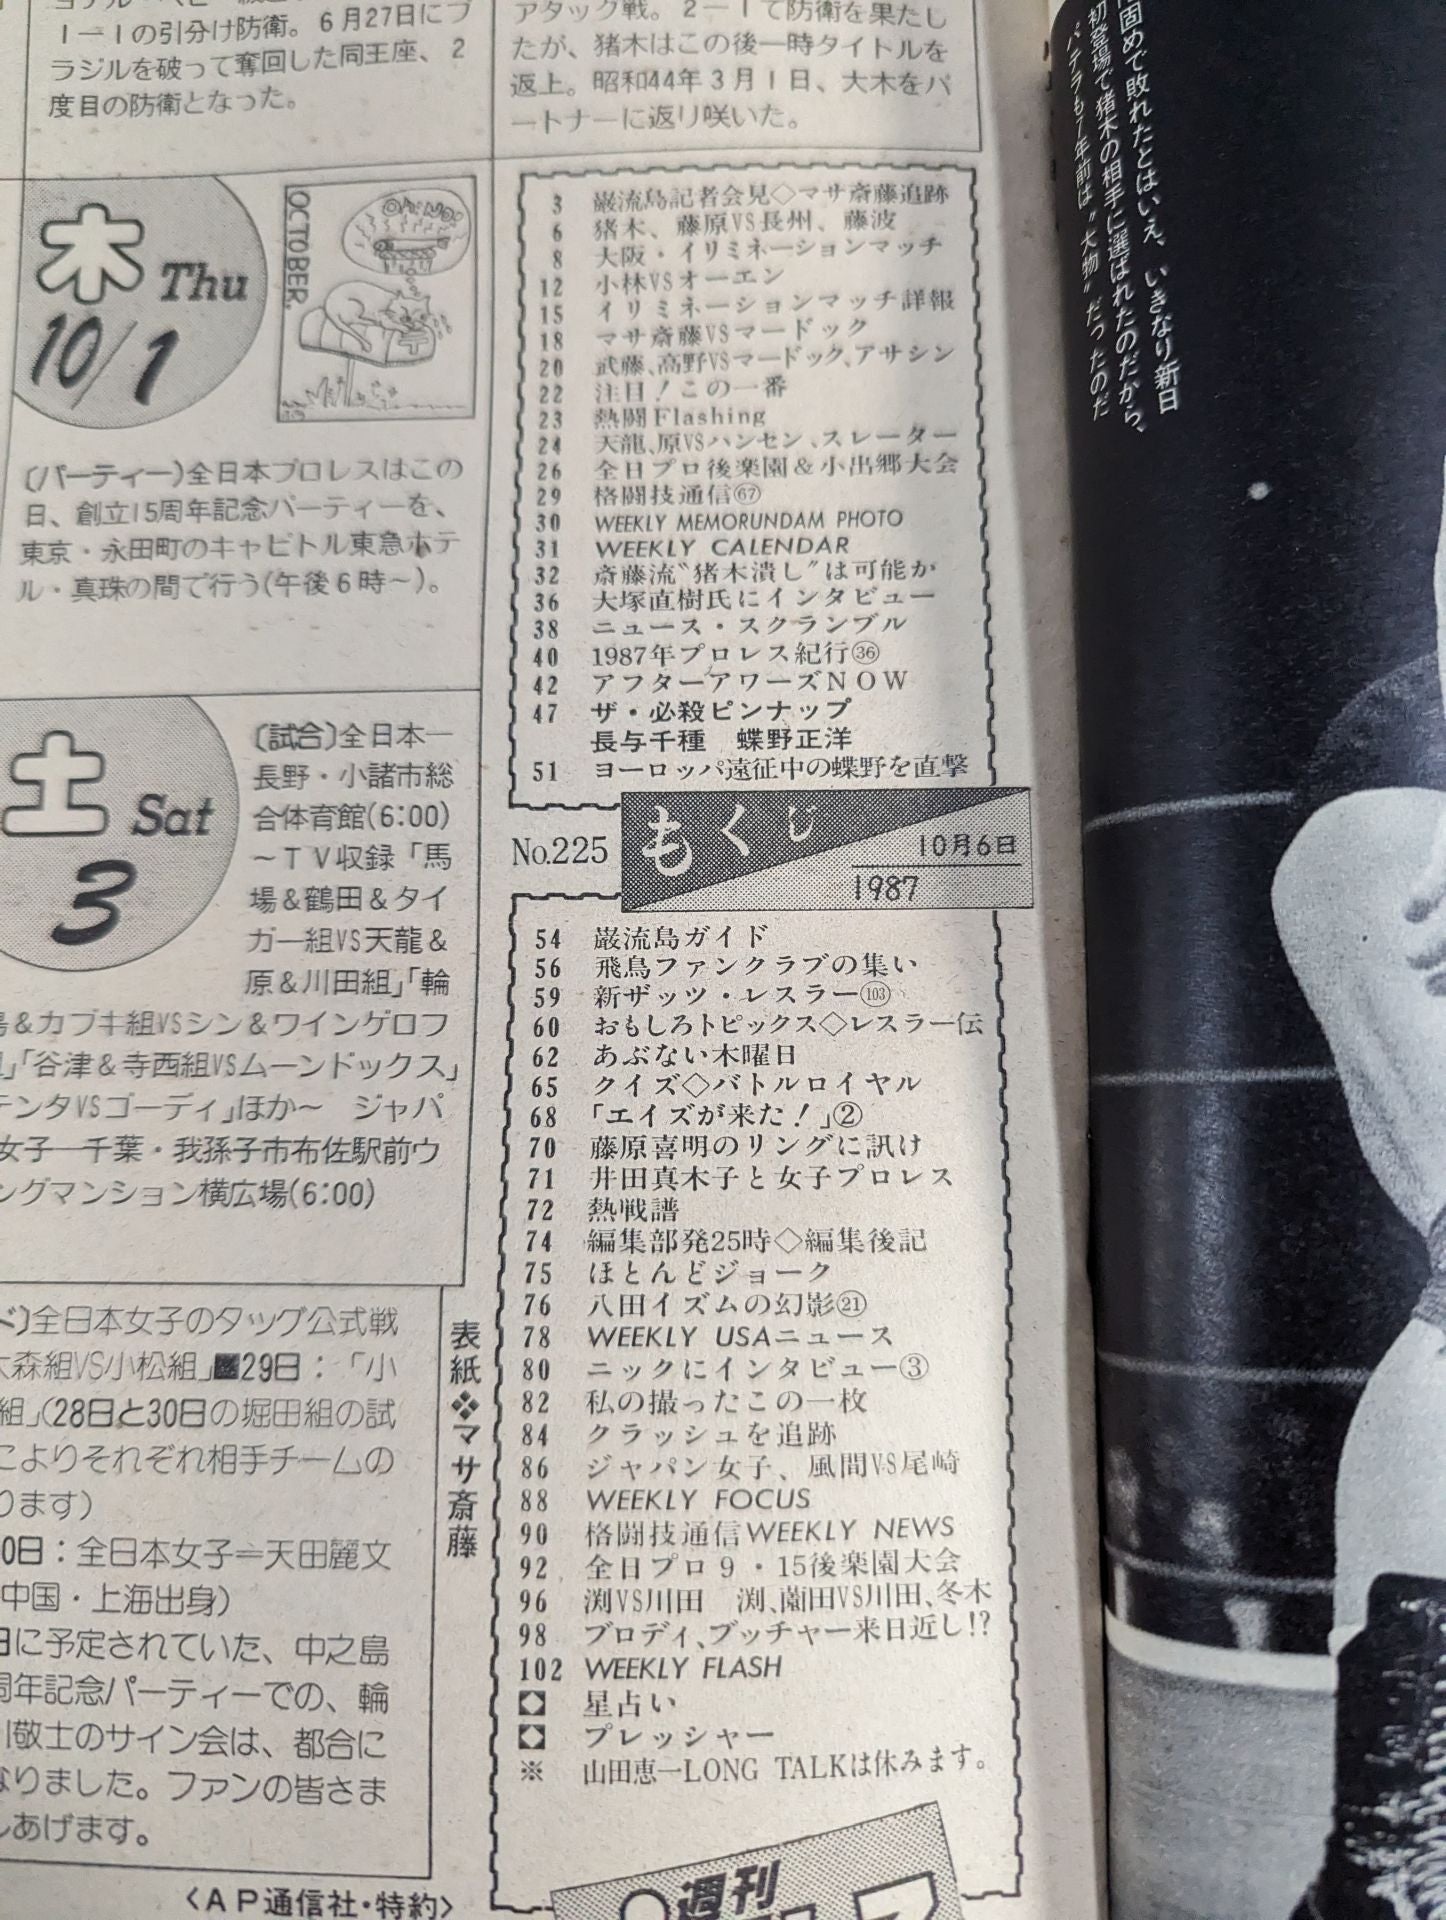 1－1の引分け防衛。6月27日にブ
ラジルを破って奪回した同王座、2
度目の防衛となった。
アタック戦。2－1で防衛を果たし
たが、猪木はこの後一時タイトルを
返上。昭和44年3月1日、大木をパ
ートナーに返り咲いた。
木 Thu
10/1
OCTOBER.
OH! NO!
(パーティー)全日本プロレスはこの
日、創立15周年記念パーティーを、
東京・永田町のキャピトル東急ホテ
ル・真珠の間で行う(午後6時～)。
土 Sat
3
(試合)全日本―
長野・小諸市総
合体育館(6:00)
～TV収録「馬
場＆鶴田＆タイ
ガー組VS天龍＆
原＆川田組」「輪
島＆カブキ組VSシン＆ワインゲロフ
組」「谷津＆寺西組VSムーンドックス」
テンタVSゴーディ」ほか～　ジャパ
女子―千葉・我孫子市布佐駅前ウ
ングマンション横広場(6:00)
全日本女子のタッグ公式戦
大森組VS小松組」29日：「小
組」(28日と30日の堀田組の試
によりそれぞれ相手チームの
ります)
0日：全日本女子＝天田麗文
中国・上海出身)
日に予定されていた、中之島
周年記念パーティーでの、輪
敬士のサイン会は、都合に
なりました。ファンの皆さま
しあげます。
〈AP通信社・特約〉
表紙❖マサ斎藤
3 巌流島記者会見◇マサ斎藤追跡
6 猪木、藤原VS長州、藤波
8 大阪・イリミネーションマッチ
12 小林VSオーエン
15 イリミネーションマッチ詳報
18 マサ斎藤VSマードック
20 武藤、高野VSマードック、アサシン
22 注目！この一番
23 熱闘Flashing
24 天龍、原VSハンセン、スレーター
26 全日プロ後楽園＆小出郷大会
29 格闘技通信67
30 WEEKLY MEMORUNDAM PHOTO
31 WEEKLY CALENDAR
32 斎藤流〝猪木潰し〟は可能か
36 大塚直樹氏にインタビュー
38 ニュース・スクランブル
40 1987年プロレス紀行㊱
42 アフターアワーズNOW
47 ザ・必殺ピンナップ
長与千種　蝶野正洋
51 ヨーロッパ遠征中の蝶野を直撃
No.225 もくじ 10月6日
1987
54 巌流島ガイド
56 飛鳥ファンクラブの集い
59 新ザッツ・レスラー103
60 おもしろトピックス◇レスラー伝
62 あぶない木曜日
65 クイズ◇バトルロイヤル
68 「エイズが来た！」②
70 藤原喜明のリングに訊け
71 井田真木子と女子プロレス
72 熱戦譜
74 編集部発25時◇編集後記
75 ほとんどジョーク
76 八田イズムの幻影㉑
78 WEEKLY USAニュース
80 ニックにインタビュー③
82 私の撮ったこの一枚
84 クラッシュを追跡
86 ジャパン女子、風間VS尾崎
88 WEEKLY FOCUS
90 格闘技通信WEEKLY NEWS
92 全日プロ9・15後楽園大会
96 渕VS川田　渕、薗田VS川田、冬木
98 ブロディ、ブッチャー来日近し!?
102 WEEKLY FLASH
◇ 星占い
◇ プレッシャー
※ 山田恵一LONG TALKは休みます。
週刊
固めで敗れたとはいえ、いきなり新日
初登場で猪木の相手に選ばれたのだから、
パテラも7年前は〝大物〟だったのだ